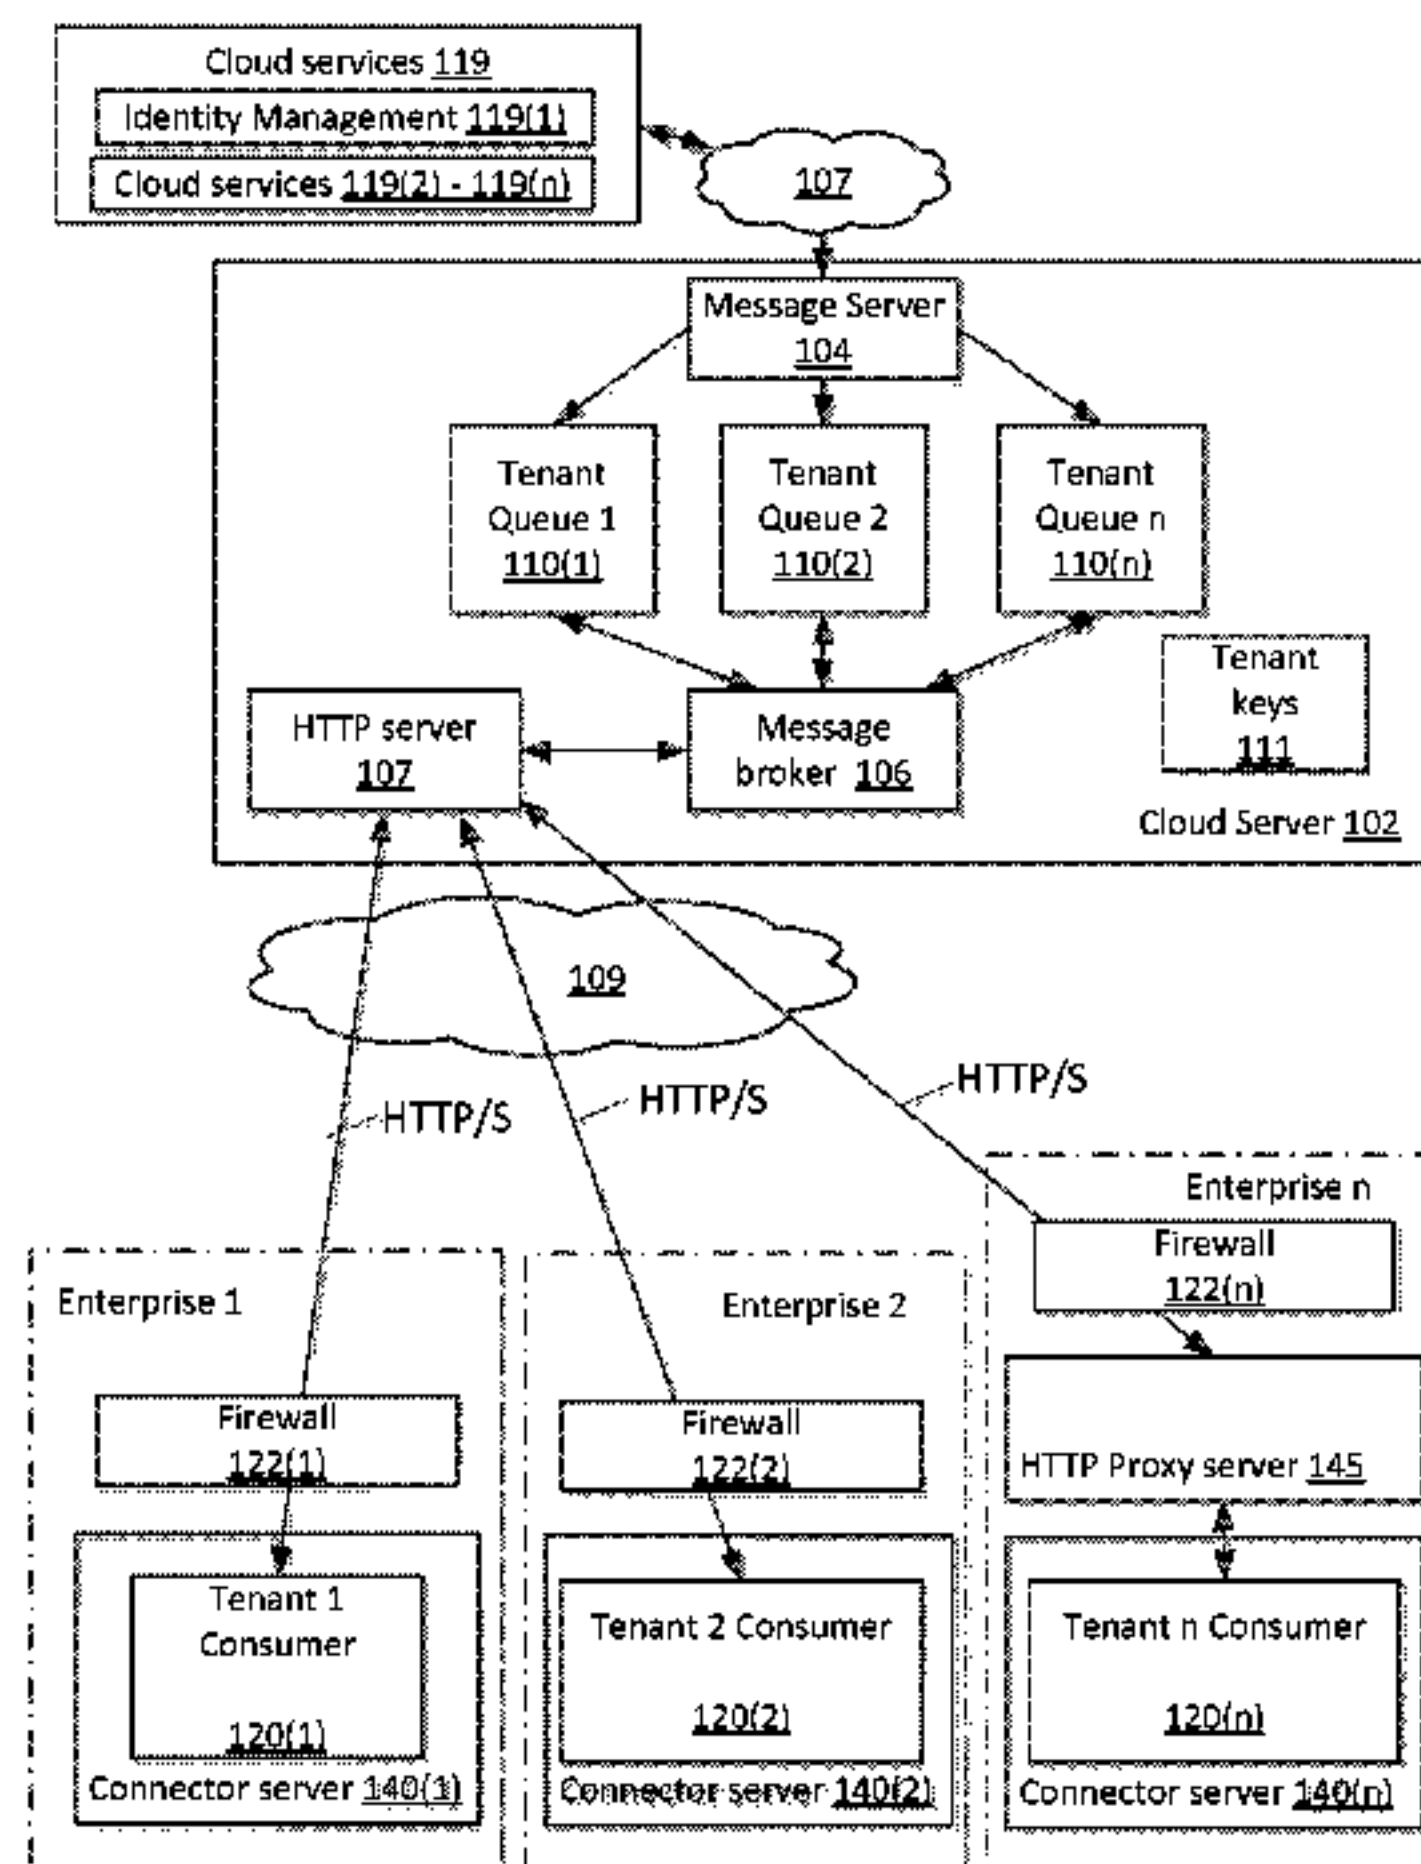 Cloud services 119
Identity Management 119(1)
Cloud services 119(2) - 119(n)
107
Message Server
104
Tenant
Queue 1
110(1)
Tenant
Queue 2
110(2)
Tenant
Queue n
110(n)
Tenant
keys
111
HTTP server
107
Message
broker 106
Cloud Server 102
109
HTTP/S
HTTP/S
HTTP/S
Enterprise 1
Firewall
122(1)
Tenant 1
Consumer
120(1)
Connector server 140(1)
Enterprise 2
Firewall
122(2)
Tenant 2 Consumer
120(2)
Connector server 140(2)
Enterprise n
Firewall
122(n)
HTTP Proxy server 145
Tenant n Consumer
120(n)
Connector server 140(n)